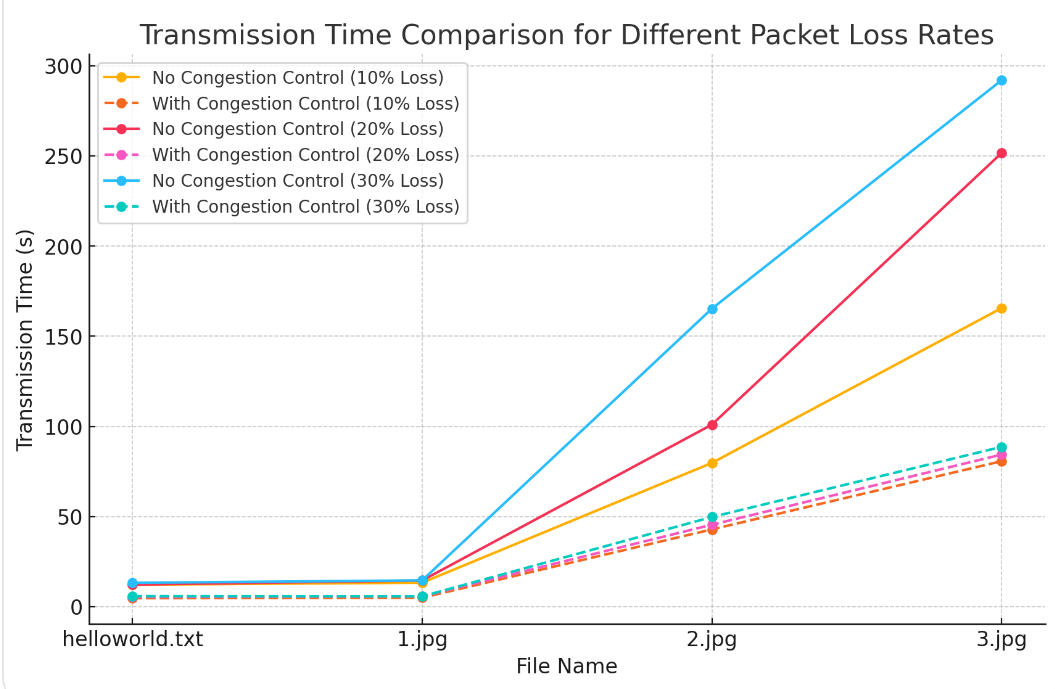 Transmission Time Comparison for Different Packet Loss Rates
No Congestion Control (10% Loss)
With Congestion Control (10% Loss)
No Congestion Control (20% Loss)
With Congestion Control (20% Loss)
No Congestion Control (30% Loss)
With Congestion Control (30% Loss)
Transmission Time (s)
300
250
200
150
100
50
0
helloworld.txt
1.jpg
2.jpg
3.jpg
File Name